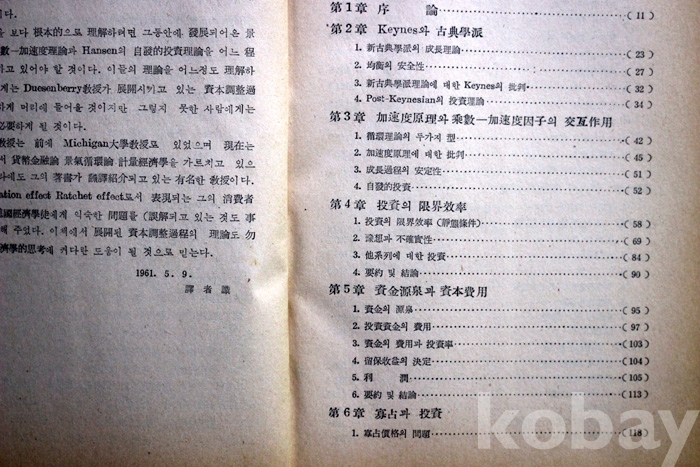 이다.
을 보다 根本的으로 理解하려면 그동안에 發展되어온 景
數—加速度理論과 Hansen의 自發的投資理論을 어느 程
하고 있어야 할 것이다. 이들의 理論을 어느정도 理解하
게는 Duesenberry教授가 展開시키고 있는 資本調整過
하게 머리에 들어올 것이지만 그렇지 못한 사람에게는
必要하게 될 것이다.
教授는 前에 Michigan大學教授로 있었으며 現在는
서 貨幣金融論 景氣循環論 計量經濟學을 가르치고 있으
라에도 그의 著書가 飜譯紹介되고 있는 有名한 教授이다.
ation effect Ratchet effect로서 表現되는 그의 消費者
國經濟學徒에게 익숙한 問題를 (誤解되고 있는 것도 事
해 주었다. 이책에서 展開된 資本調整過程의 理論도 勿
濟學的思考에 커다란 도움이 될 것으로 믿는다.
1961. 5. 9.
譯者識
第1章 序 論 (11)
第2章 Keynes와 古典學派
1. 新古典學派의 成長理論 (23)
2. 均衡의 安全性 (27)
3. 新古典學派理論에 대한 Keynes의 批判 (32)
4. Post-Keynesian의 投資理論 (34)
第3章 加速度原理와 乘數—加速度因子의 交互作用
1. 循環理論의 두가지 型 (42)
2. 加速度原理에 대한 批判 (45)
3. 成長過程의 安定性 (51)
4. 自發的投資 (52)
第4章 投資의 限界效率
1. 投資의 限界效率 (靜態條件) (58)
2. 豫想과 不確實性 (69)
3. 他系列에 대한 投資 (84)
4. 要約 및 結論 (90)
第5章 資金源泉과 資本費用
1. 資金의 源泉 (95)
2. 投資資金의 費用 (97)
3. 資金의 費用과 投資率 (103)
4. 留保收益의 決定 (104)
5. 利 潤 (105)
6. 要約 및 結論 (113)
第6章 寡占과 投資
1. 寡占價格의 問題 (118)
kobay